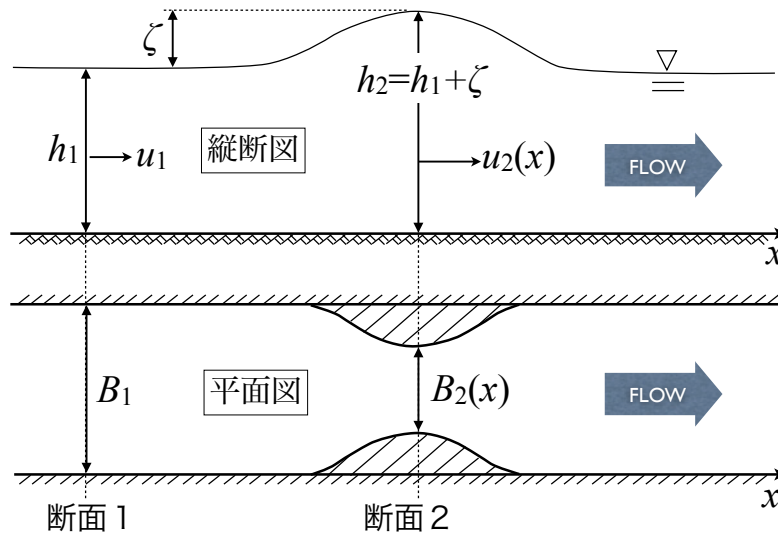 ζ
h₂=h₁+ζ
h₁
u₁
縦断図
u₂(x)
FLOW
x
B₁
平面図
B₂(x)
FLOW
x
断面1
断面2